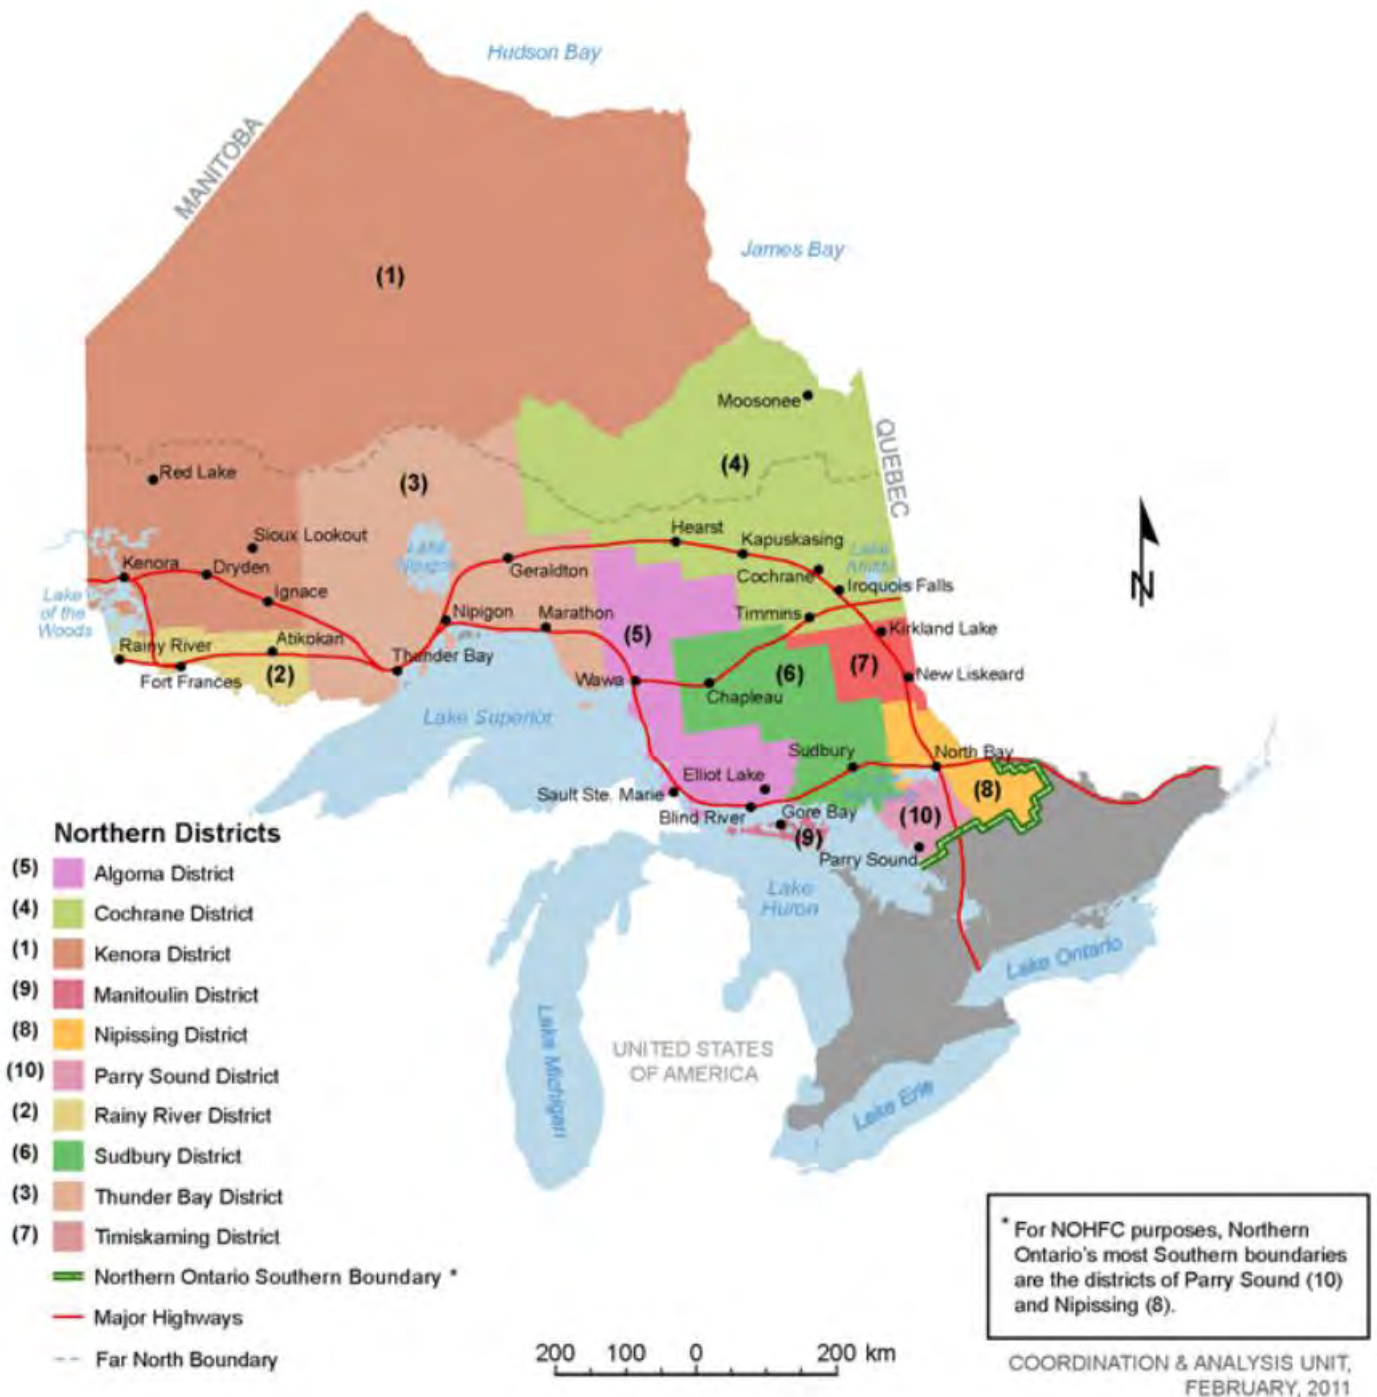 Hudson Bay
MANITOBA
James Bay
(1)
Moosonee
QUEBEC
(4)
Red Lake
(3)
Sioux Lookout
Hearst
Kapuskasing
Lake
Nipigon
Lake
Abitibi
Kenora
Dryden
Geraldton
Cochrane
Iroquois Falls
Lake
of the
Woods
Ignace
Nipigon
Marathon
Timmins
N
Rainy River
Atikokan
Thunder Bay
(5)
Kirkland Lake
Fort Frances
(2)
Wawa
(6)
(7)
New Liskeard
Chapleau
Lake Superior
Sudbury
North Bay
Elliot Lake
Sault Ste. Marie
(8)
Blind River
Gore Bay
(10)
(9)
Parry Sound
Lake
Huron
Lake Ontario
Lake Michigan
UNITED STATES
OF AMERICA
Lake Erie
Northern Districts
(5) Algoma District
(4) Cochrane District
(1) Kenora District
(9) Manitoulin District
(8) Nipissing District
(10) Parry Sound District
(2) Rainy River District
(6) Sudbury District
(3) Thunder Bay District
(7) Timiskaming District
Northern Ontario Southern Boundary *
Major Highways
Far North Boundary
200 100 0 200 km
* For NOHFC purposes, Northern
Ontario's most Southern boundaries
are the districts of Parry Sound (10)
and Nipissing (8).
COORDINATION & ANALYSIS UNIT,
FEBRUARY, 2011